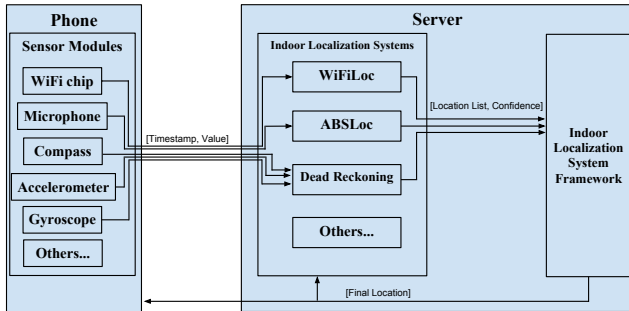 Phone
Server
Sensor Modules
WiFi chip
Microphone
Compass
Accelerometer
Gyroscope
Others...
[Timestamp, Value]
Indoor Localization Systems
WiFiLoc
ABSLoc
Dead Reckoning
Others...
[Location List, Confidence]
Indoor
Localization
System
Framework
[Final Location]